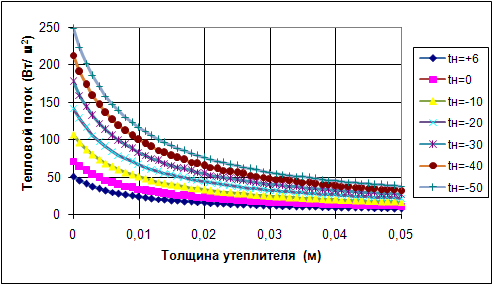 Тепловой поток (Вт/ м²)
250
200
150
100
50
0
0 0,01 0,02 0,03 0,04 0,05
Толщина утеплителя (м)
tн=+6
tн=0
tн=-10
tн=-20
tн=-30
tн=-40
tн=-50